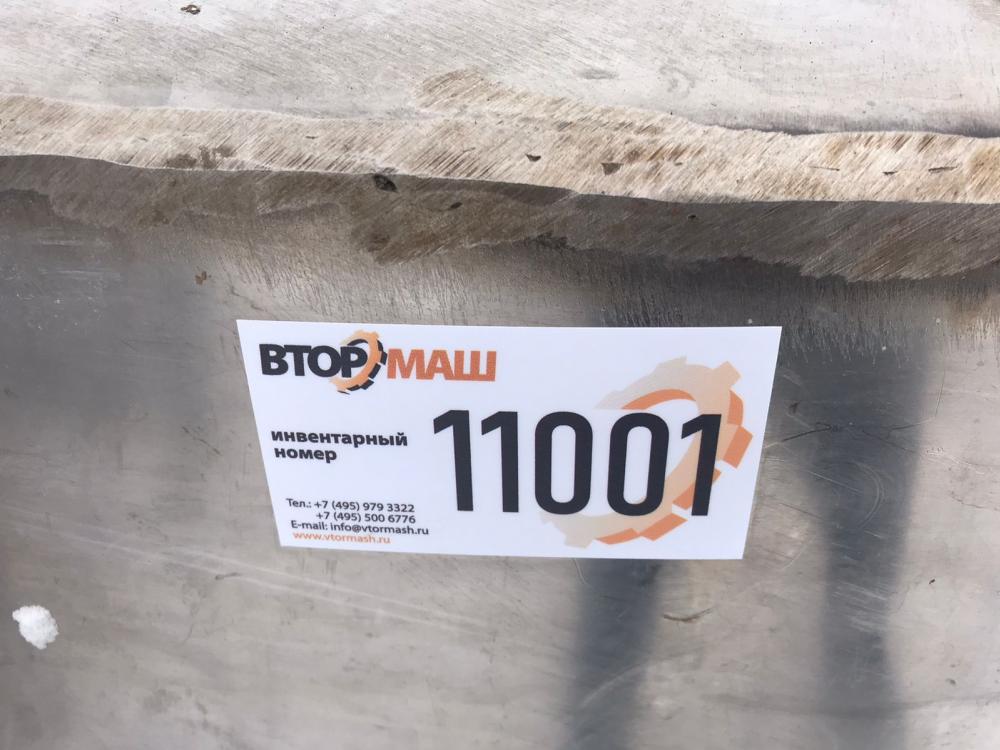 ВТОРМАШ
инвентарный
номер
11001
Тел.: +7 (495) 979 3322
+7 (495) 500 6776
E-mail: info@vtormash.ru
www.vtormash.ru